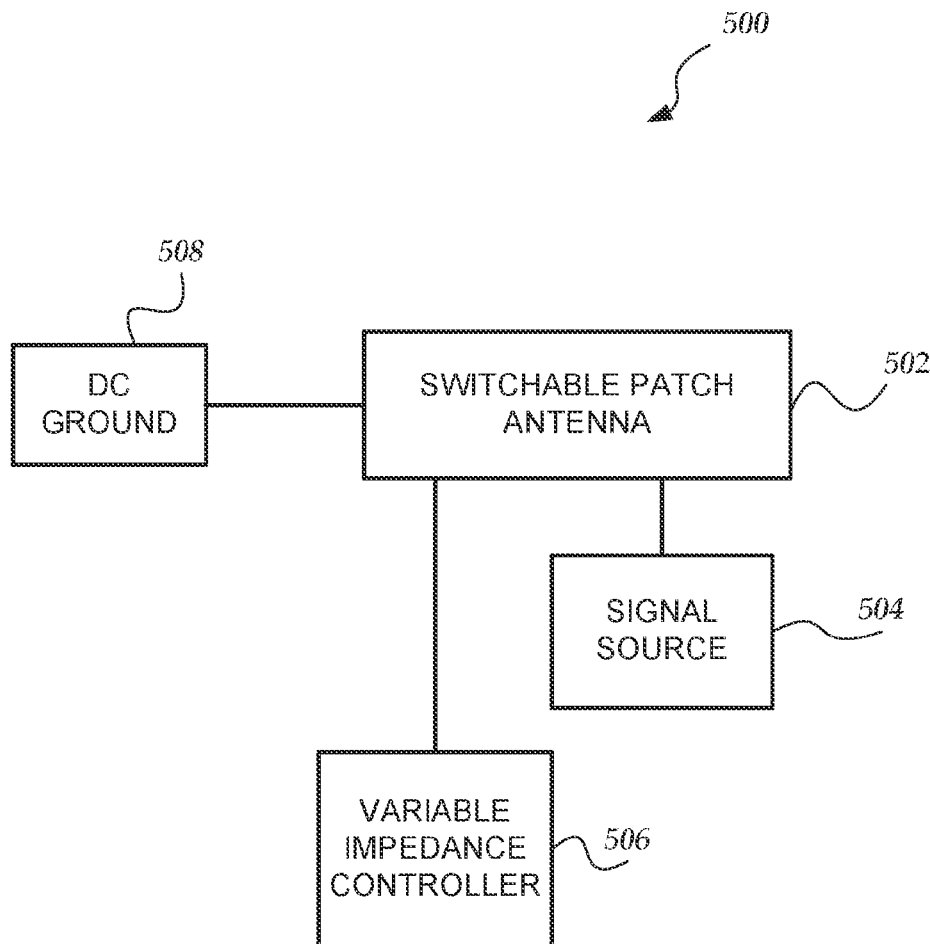 500
508
DC
GROUND
SWITCHABLE PATCH
ANTENNA
502
SIGNAL
SOURCE
504
VARIABLE
IMPEDANCE
CONTROLLER
506